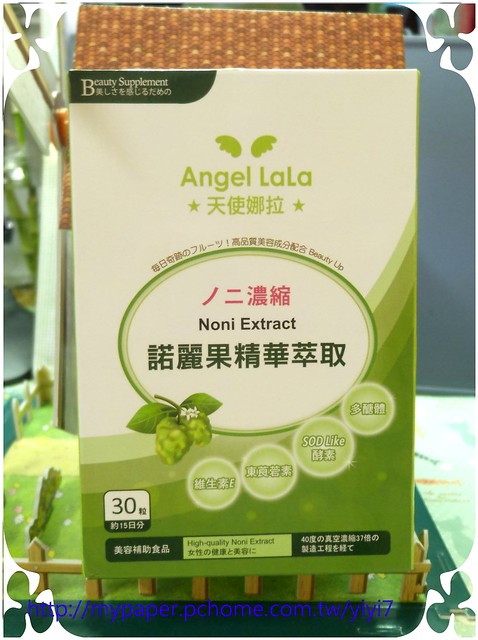 Beauty Supplement
美しさを感じるだめの
Angel LaLa
★天使娜拉★
毎日奇跡のフルーツ！高品質美容成分配合 Beauty Up
ノニ濃縮
Noni Extract
諾麗果精華萃取
多醣體
SOD Like
酵素
東莨菪素
維生素E
30粒
約15日分
美容補助食品
High-quality Noni Extract
女性の健康と美容に
40度の真空濃縮37倍の
製造工程を経て
http://mypaper.pchome.com.tw/yiyi7